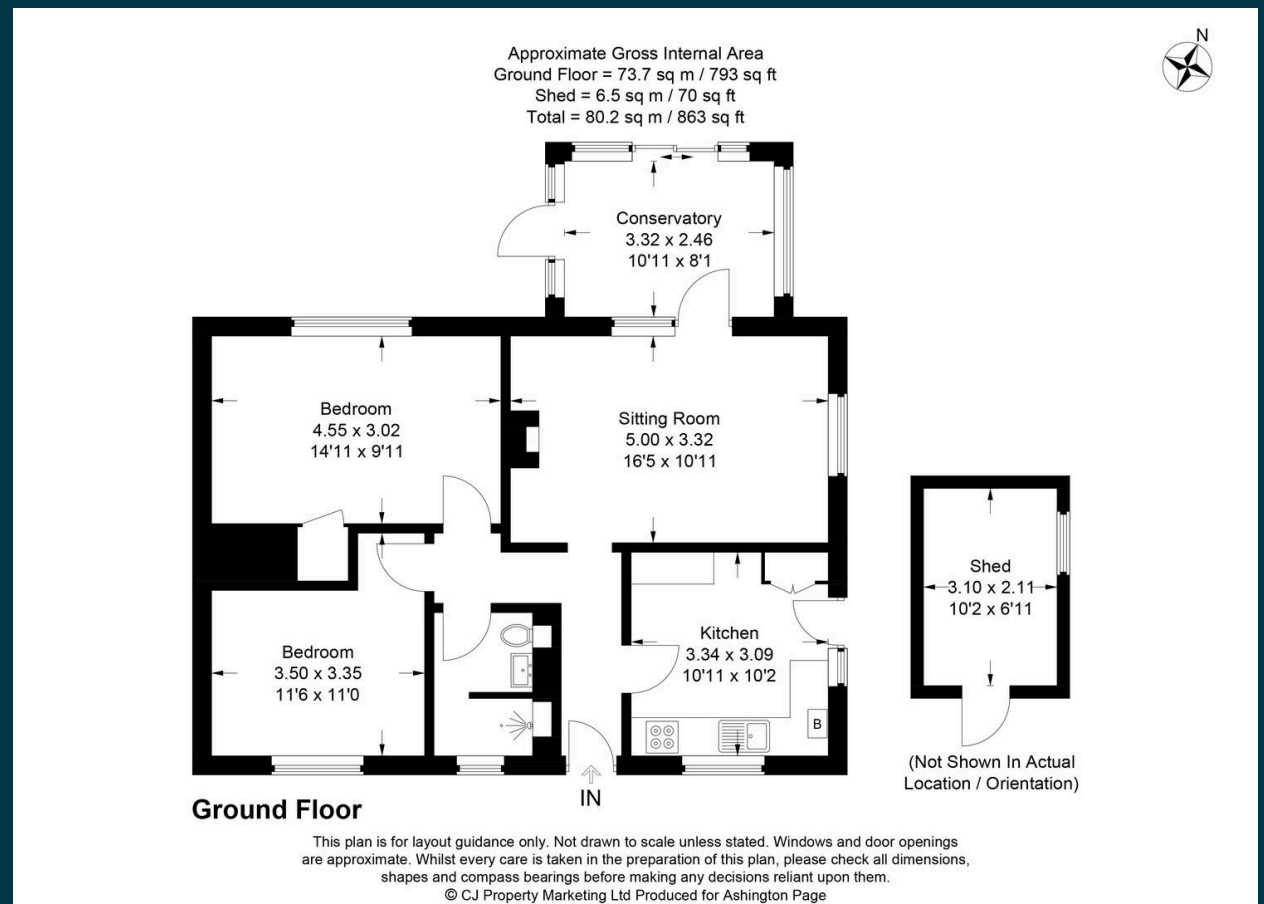 N
Approximate Gross Internal Area
Ground Floor = 73.7 sq m / 793 sq ft
Shed = 6.5 sq m / 70 sq ft
Total = 80.2 sq m / 863 sq ft
Conservatory
3.32 x 2.46
10'11 x 8'1
Bedroom
4.55 x 3.02
14'11 x 9'11
Sitting Room
5.00 x 3.32
16'5 x 10'11
Shed
3.10 x 2.11
10'2 x 6'11
Kitchen
3.34 x 3.09
10'11 x 10'2
Bedroom
3.50 x 3.35
11'6 x 11'0
B
(Not Shown In Actual
Location / Orientation)
IN
Ground Floor
This plan is for layout guidance only. Not drawn to scale unless stated. Windows and door openings
are approximate. Whilst every care is taken in the preparation of this plan, please check all dimensions,
shapes and compass bearings before making any decisions reliant upon them.
© CJ Property Marketing Ltd Produced for Ashington Page